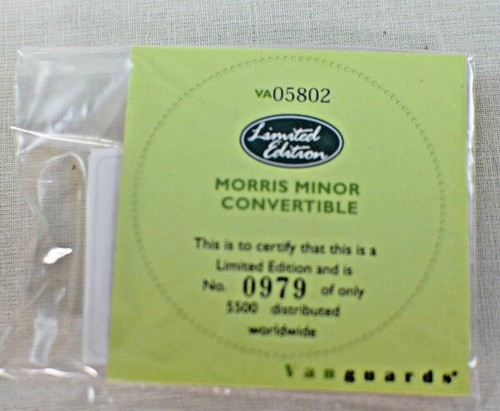 VA05802
Limited
Edition
MORRIS MINOR
CONVERTIBLE
This is to certify that this is a
Limited Edition and is
No. 0979 of only
5500 distributed
worldwide
Vanguards